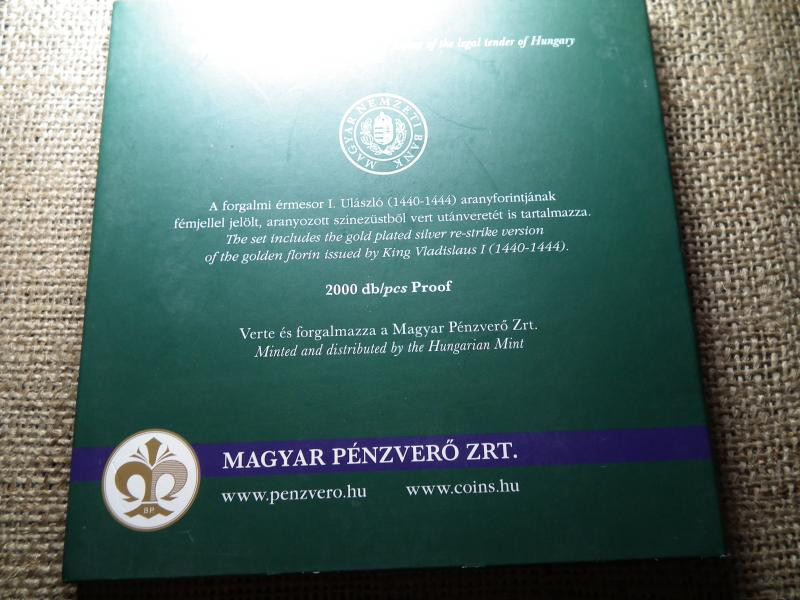 of the legal tender of Hungary
MAGYAR NEMZETI BANK
A forgalmi érmesor I. Ulászló (1440-1444) aranyforintjának
fémjellel jelölt, aranyozott színezüstből vert utánveretét is tartalmazza.
The set includes the gold plated silver re-strike version
of the golden florin issued by King Vladislaus I (1440-1444).
2000 db/pcs Proof
Verte és forgalmazza a Magyar Pénzverő Zrt.
Minted and distributed by the Hungarian Mint
BP
MAGYAR PÉNZVERŐ ZRT.
www.penzvero.hu www.coins.hu